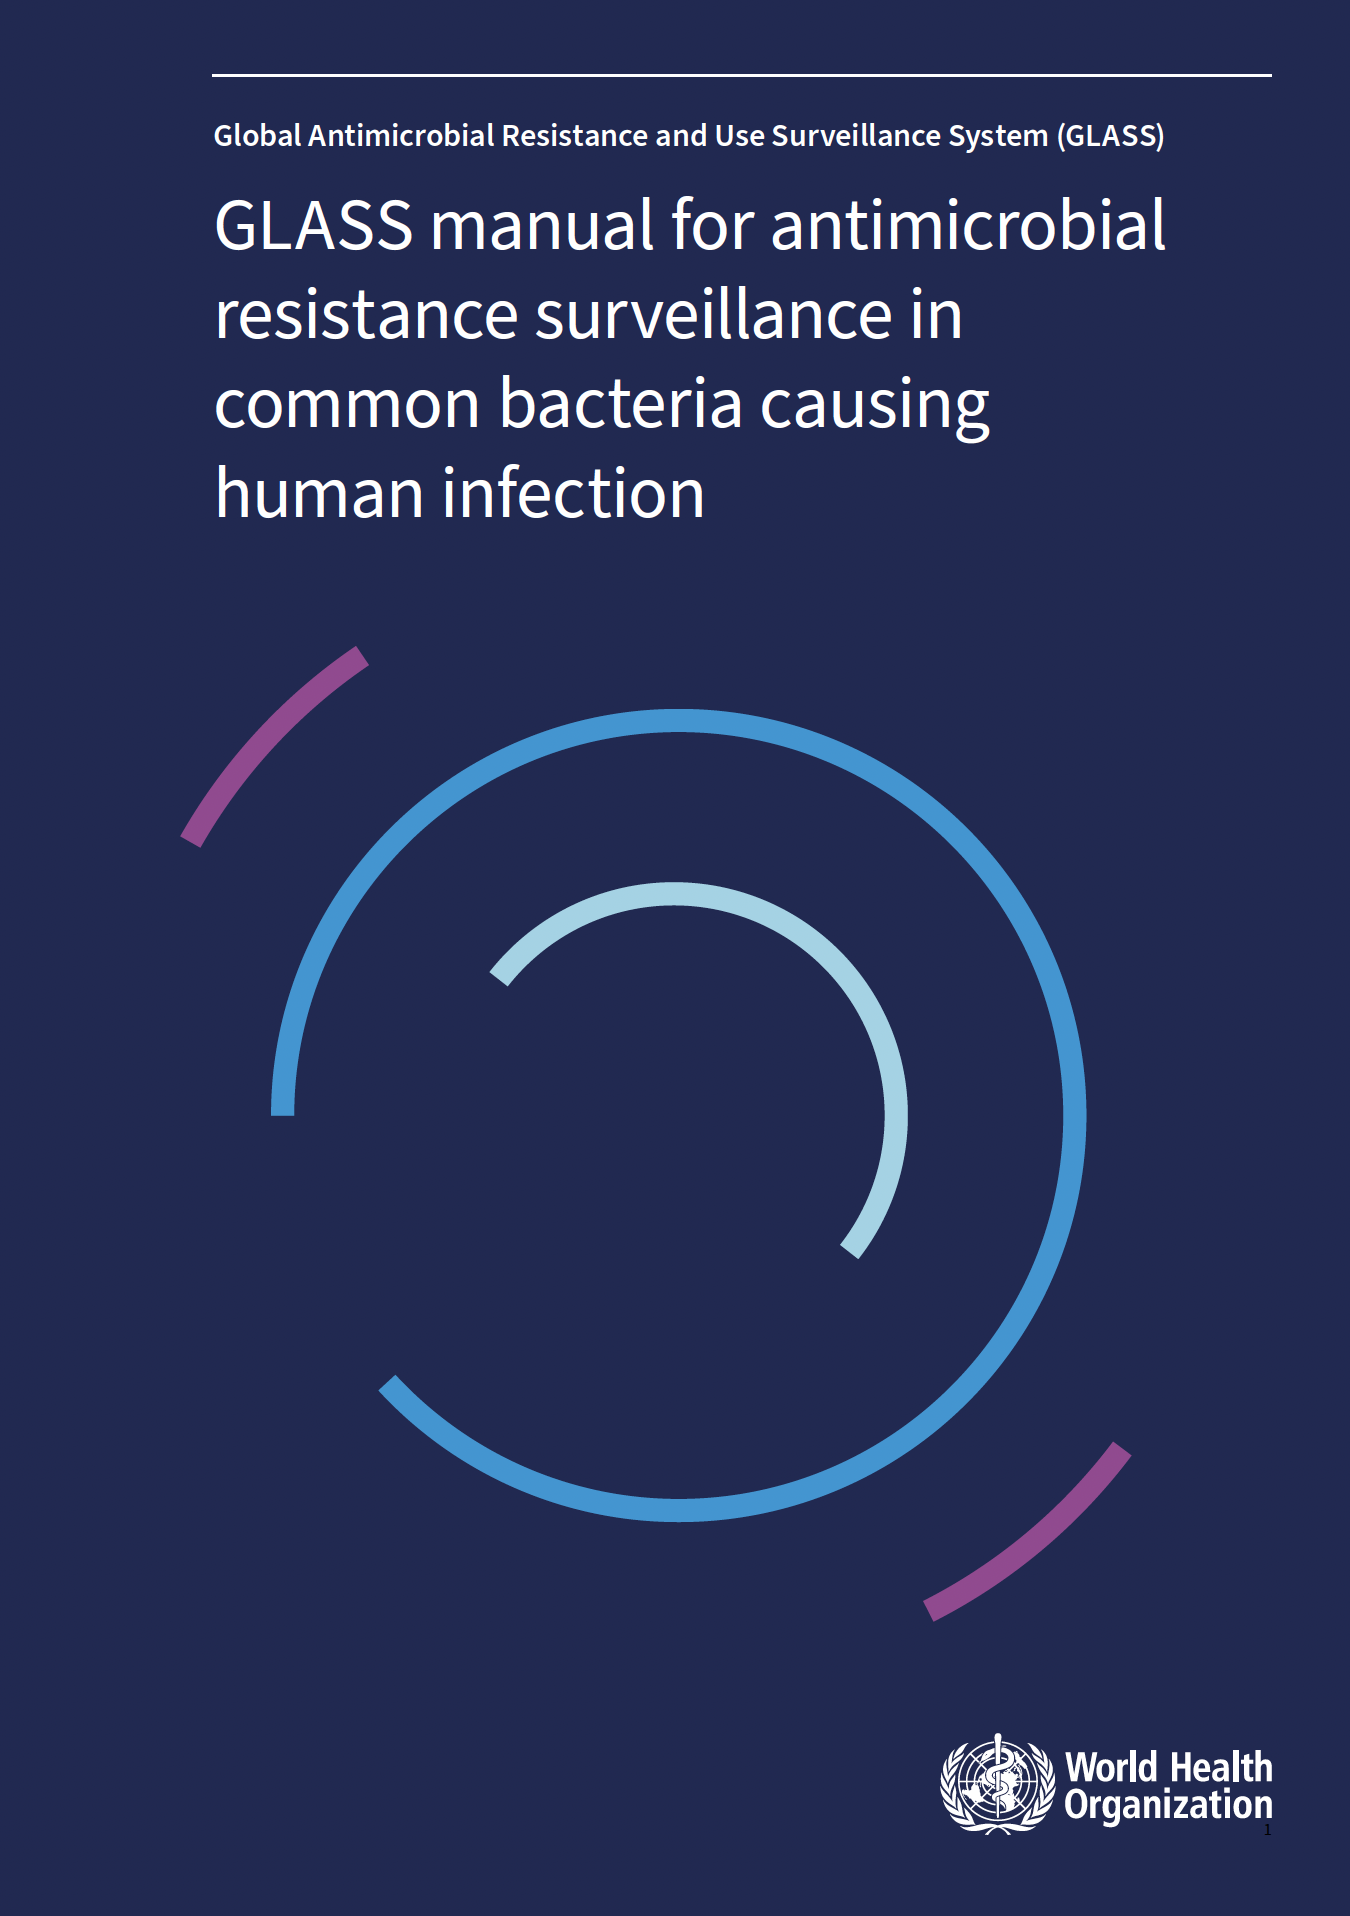 Global Antimicrobial Resistance and Use Surveillance System (GLASS)
GLASS manual for antimicrobial
resistance surveillance in
common bacteria causing
human infection
World Health
Organization
1